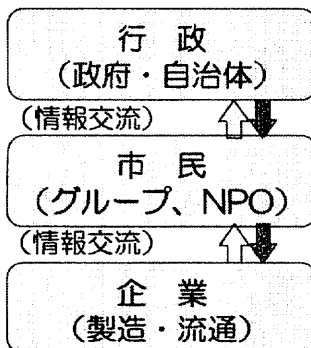 行 政
（政府・自治体）
（情報交流）
市 民
（グループ、NPO）
（情報交流）
企 業
（製造・流通）